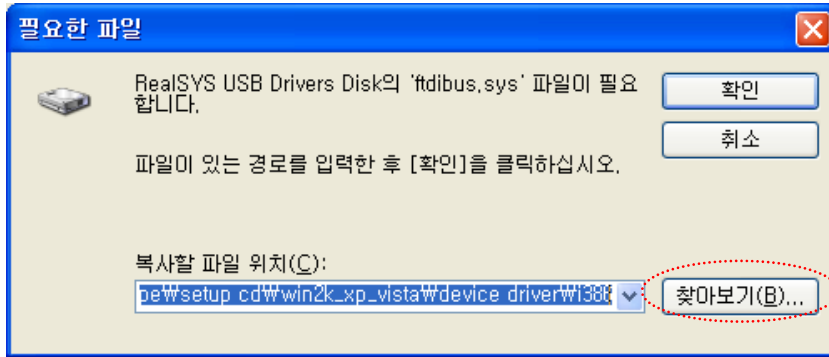 필요한 파일
RealSYS USB Drivers Disk의 'ftdibus.sys' 파일이 필요
합니다.
확인
취소
파일이 있는 경로를 입력한 후 [확인]을 클릭하십시오.
복사할 파일 위치(C):
pe₩setup cd₩win2k_xp_vista₩device driver₩i386
찾아보기(B)...